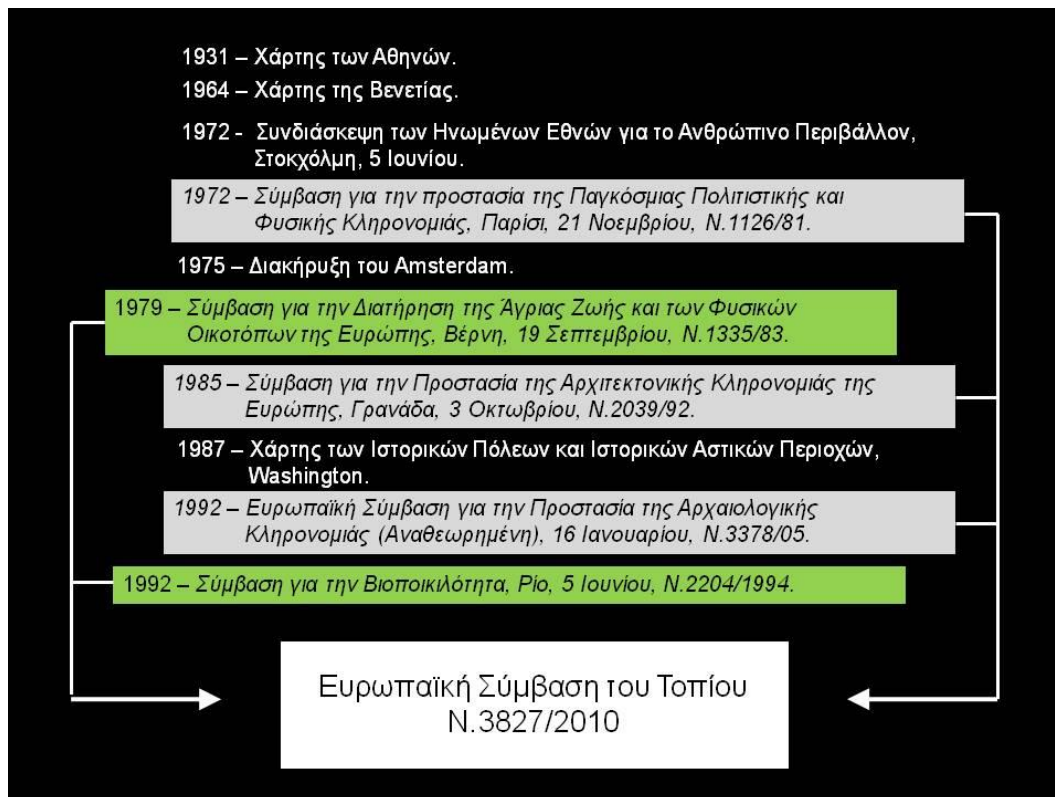 1931 – Χάρτης των Αθηνών.
1964 – Χάρτης της Βενετίας.
1972 - Συνδιάσκεψη των Ηνωμένων Εθνών για το Ανθρώπινο Περιβάλλον,
Στοκχόλμη, 5 Ιουνίου.
1972 – Σύμβαση για την προστασία της Παγκόσμιας Πολιτιστικής και
Φυσικής Κληρονομιάς, Παρίσι, 21 Νοεμβρίου, Ν.1126/81.
1975 – Διακήρυξη του Amsterdam.
1979 – Σύμβαση για την Διατήρηση της Άγριας Ζωής και των Φυσικών
Οικοτόπων της Ευρώπης, Βέρνη, 19 Σεπτεμβρίου, Ν.1335/83.
1985 – Σύμβαση για την Προστασία της Αρχιτεκτονικής Κληρονομιάς της
Ευρώπης, Γρανάδα, 3 Οκτωβρίου, Ν.2039/92.
1987 – Χάρτης των Ιστορικών Πόλεων και Ιστορικών Αστικών Περιοχών,
Washington.
1992 – Ευρωπαϊκή Σύμβαση για την Προστασία της Αρχαιολογικής
Κληρονομιάς (Αναθεωρημένη), 16 Ιανουαρίου, Ν.3378/05.
1992 – Σύμβαση για την Βιοποικιλότητα, Ρίο, 5 Ιουνίου, Ν.2204/1994.
Ευρωπαϊκή Σύμβαση του Τοπίου
Ν.3827/2010